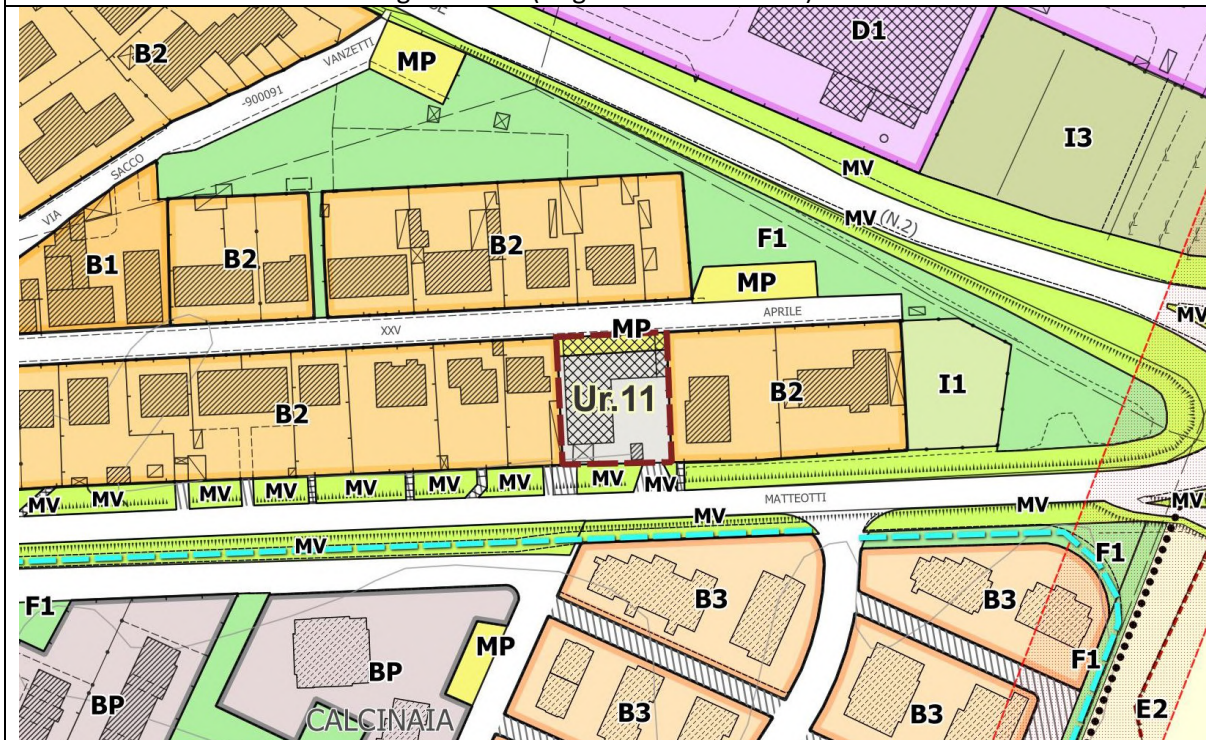 B2
VANZETTI
-900091
SACCO
VIA
MP
D1
I3
MV
MV
(N.2)
MV
B1
B2
B2
F1
MP
XXV
APRILE
MP
B2
Ur.11
B2
I1
MV
MV
MV
MV
MV
MV
MV
MV
MV
MATTEOTTI
MV
MV
MV
MV
F1
F1
B3
B3
MP
BP
BP
CALCINAIA
B3
B3
F1
E2